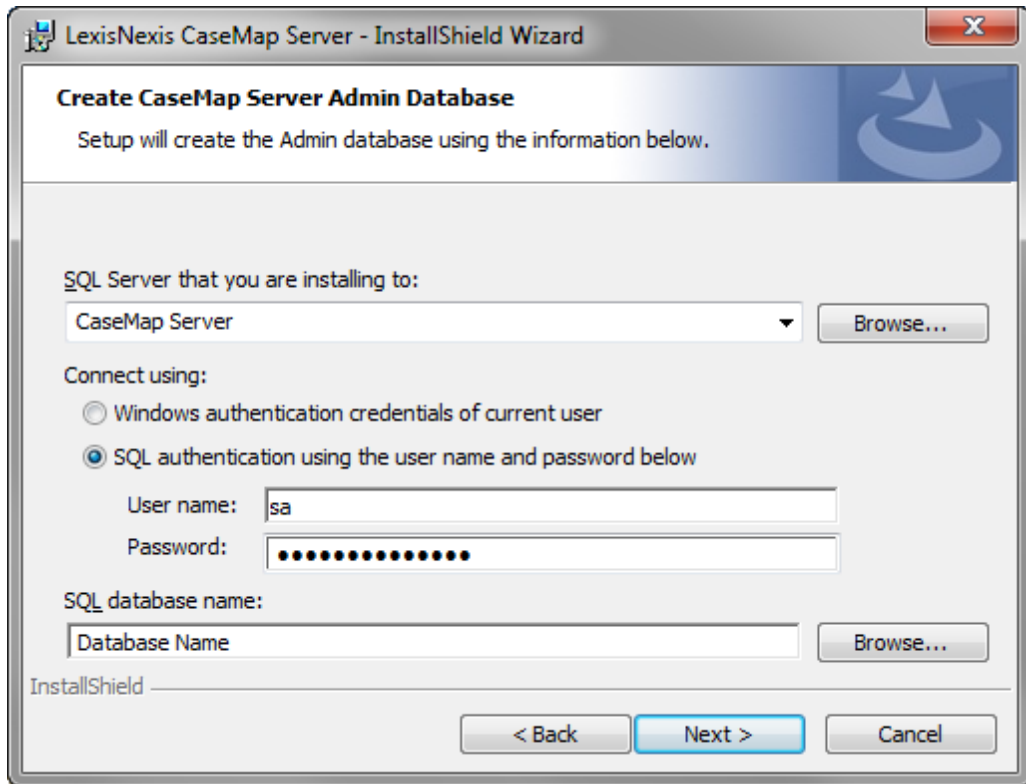 LexisNexis CaseMap Server - InstallShield Wizard
Create CaseMap Server Admin Database
Setup will create the Admin database using the information below.
SQL Server that you are installing to:
CaseMap Server
Browse...
Connect using:
Windows authentication credentials of current user
SQL authentication using the user name and password below
User name: sa
Password: ••••••••••••••
SQL database name:
Database Name
Browse...
InstallShield
< Back Next > Cancel